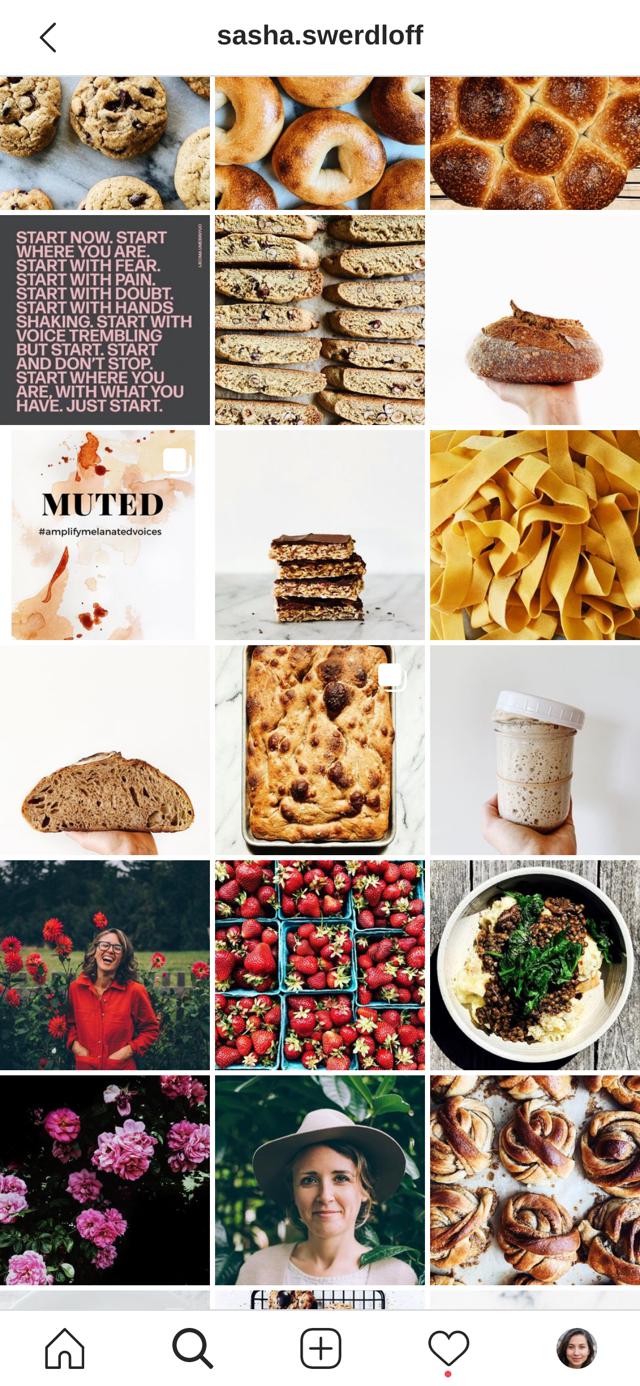 sasha.swerdloff
START NOW. START
WHERE YOU ARE.
START WITH FEAR.
START WITH PAIN.
START WITH DOUBT.
START WITH HANDS
SHAKING. START WITH
VOICE TREMBLING
BUT START. START
AND DON'T STOP.
START WHERE YOU
ARE, WITH WHAT YOU
HAVE. JUST START.
MUTED
#amplifymelanatedvoices